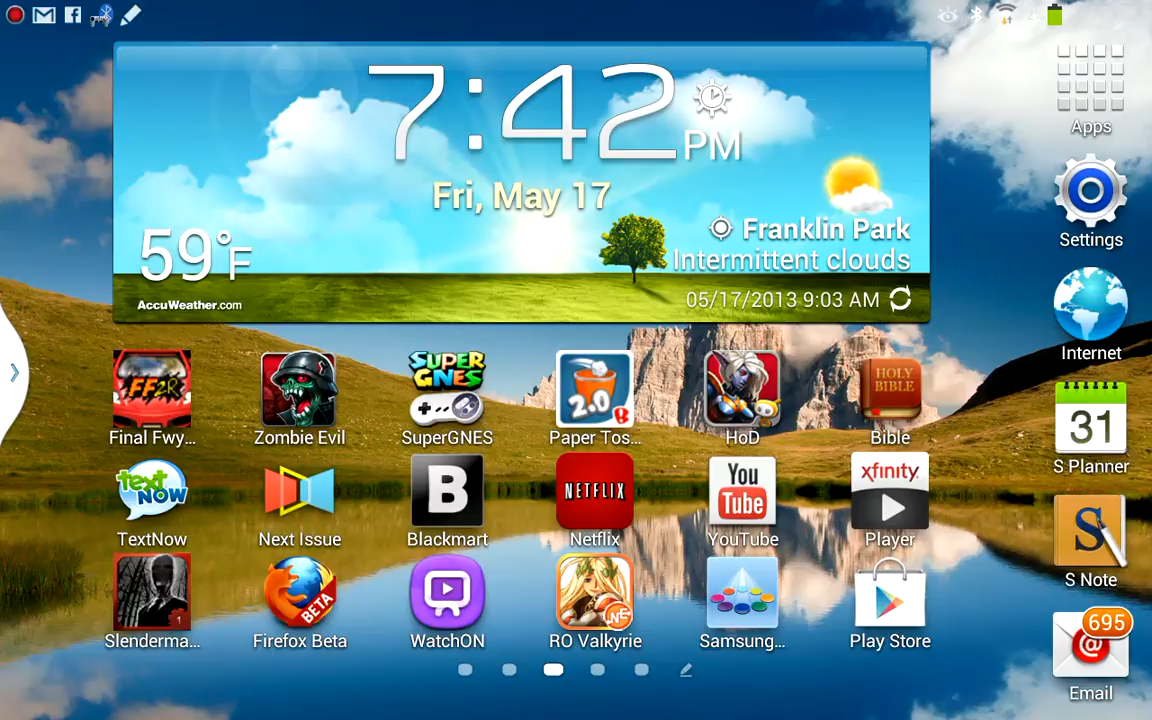 7:42 PM
Fri, May 17
59°F
Franklin Park
Intermittent clouds
AccuWeather.com
05/17/2013 9:03 AM
Apps
Settings
Internet
31
S Planner
S
S Note
695
@
Email
FF2R
SUPER
GNES
2.0
B
HOLY
BIBLE
Final Fwy...
Zombie Evil
SuperGNES
Paper Tos...
HoD
Bible
text
NOW
B
NETFLIX
You
Tube
xfinity
TextNow
Next Issue
Blackmart
Netflix
YouTube
Player
1
BETA
NE
Slenderma...
Firefox Beta
WatchON
RO Valkyrie
Samsung...
Play Store